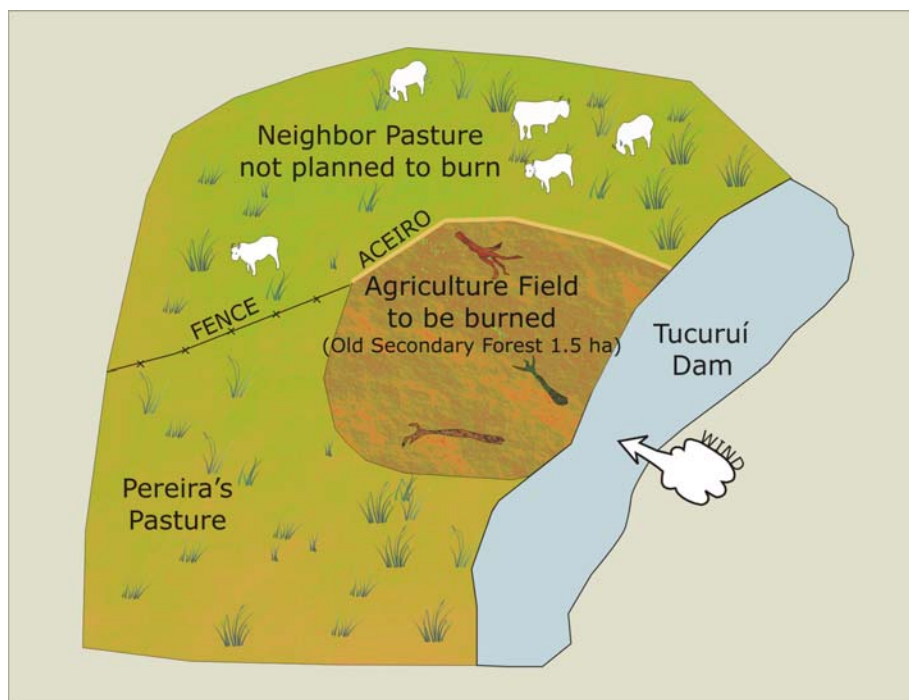 Neighbor Pasture
not planned to burn
ACEIRO
FENCE
Agriculture Field
to be burned
(Old Secondary Forest 1.5 ha)
Tucuruí
Dam
WIND
Pereira's
Pasture